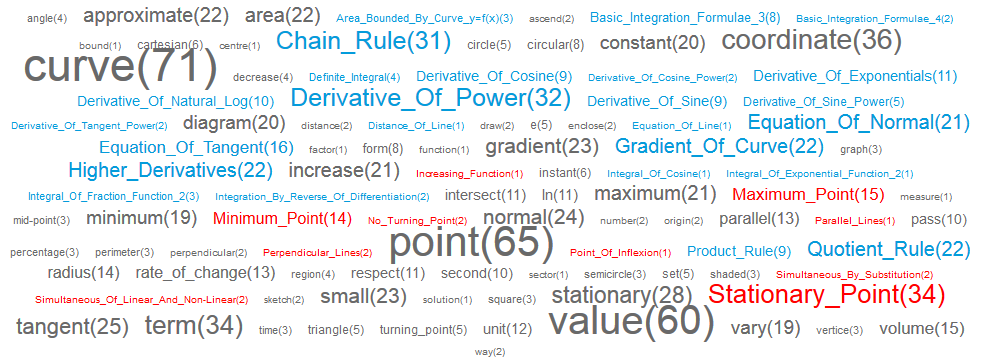 angle(4) approximate(22) area(22) Area_Bounded_By_Curve_y=f(x)(3) ascend(2) Basic_Integration_Formulae_3(8) Basic_Integration_Formulae_4(2)
bound(1) cartesian(6) centre(1) Chain_Rule(31) circle(5) circular(8) constant(20) coordinate(36)
curve(71) decrease(4) Definite_Integral(4) Derivative_Of_Cosine(9) Derivative_Of_Cosine_Power(2) Derivative_Of_Exponentials(11)
Derivative_Of_Natural_Log(10) Derivative_Of_Power(32) Derivative_Of_Sine(9) Derivative_Of_Sine_Power(5)
Derivative_Of_Tangent_Power(2) diagram(20) distance(2) Distance_Of_Line(1) draw(2) e(5) enclose(2) Equation_Of_Line(1) Equation_Of_Normal(21)
Equation_Of_Tangent(16) factor(1) form(8) function(1) gradient(23) Gradient_Of_Curve(22) graph(3)
Higher_Derivatives(22) increase(21) Increasing_Function(1) instant(6) Integral_Of_Cosine(1) Integral_Of_Exponential_Function_2(1)
Integral_Of_Fraction_Function_2(3) Integration_By_Reverse_Of_Differentiation(2) intersect(11) ln(11) maximum(21) Maximum_Point(15) measure(1)
mid-point(3) minimum(19) Minimum_Point(14) No_Turning_Point(2) normal(24) number(2) origin(2) parallel(13) Parallel_Lines(1) pass(10)
percentage(3) perimeter(3) perpendicular(2) Perpendicular_Lines(2) point(65) Point_Of_Inflexion(1) Product_Rule(9) Quotient_Rule(22)
radius(14) rate_of_change(13) region(4) respect(11) second(10) sector(1) semicircle(3) set(5) shaded(3) Simultaneous_By_Substitution(2)
Simultaneous_Of_Linear_And_Non-Linear(2) sketch(2) small(23) solution(1) square(3) stationary(28) Stationary_Point(34)
tangent(25) term(34) time(3) triangle(5) turning_point(5) unit(12) value(60) vary(19) vertice(3) volume(15)
way(2)